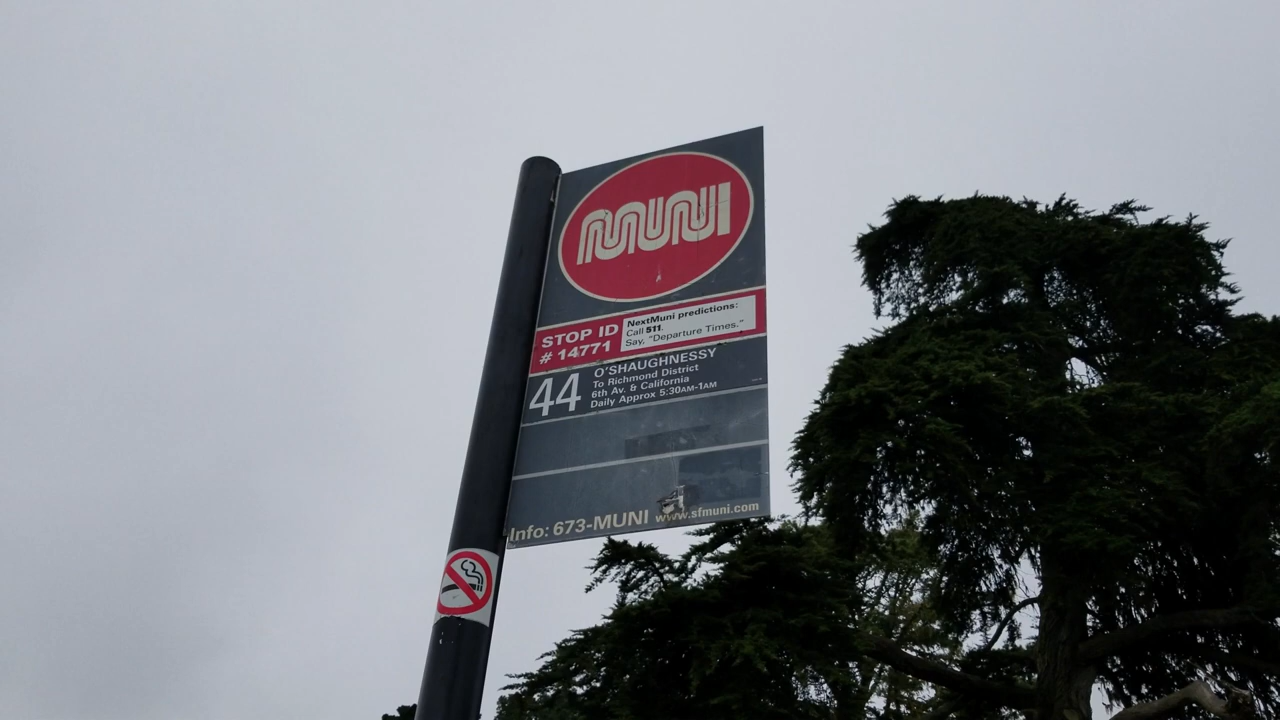 MUNI
STOP ID
# 14771
NextMuni predictions:
Call 511.
Say, "Departure Times."
44
O'SHAUGHNESSY
To Richmond District
6th Av. & California
Daily Approx 5:30AM-1AM
Info: 673-MUNI www.sfmuni.com